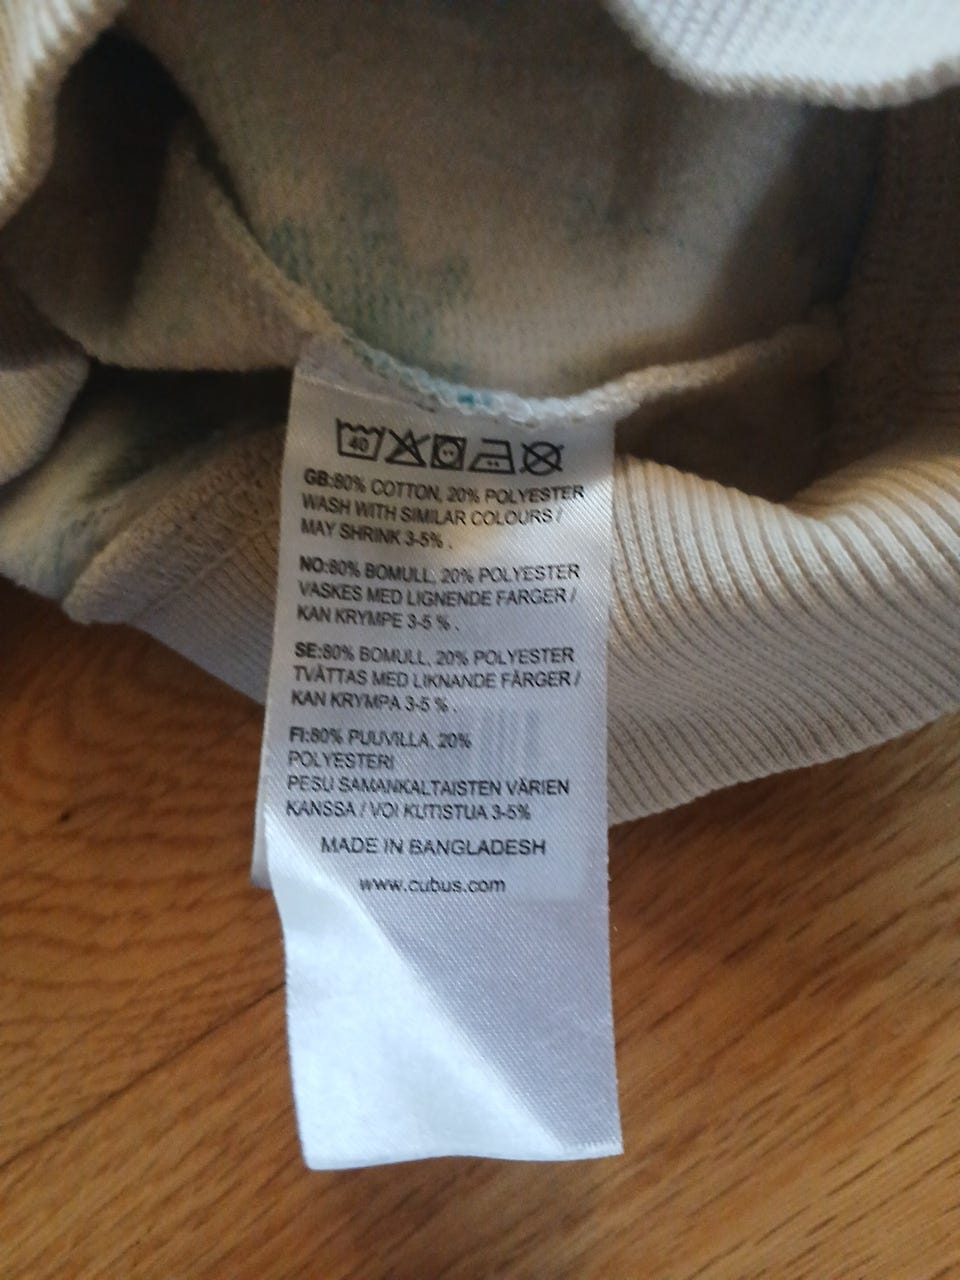 40
GB:80% COTTON, 20% POLYESTER
WASH WITH SIMILAR COLOURS /
MAY SHRINK 3-5% .
NO:80% BOMULL, 20% POLYESTER
VASKES MED LIGNENDE FARGER /
KAN KRYMPE 3-5 % .
SE:80% BOMULL, 20% POLYESTER
TVÄTTAS MED LIKNANDE FÄRGER /
KAN KRYMPA 3-5 % .
FI:80% PUUVILLA, 20%
POLYESTERI
PESU SAMANKALTAISTEN VÄRIEN
KANSSA / VOI KUTISTUA 3-5%
MADE IN BANGLADESH
www.cubus.com